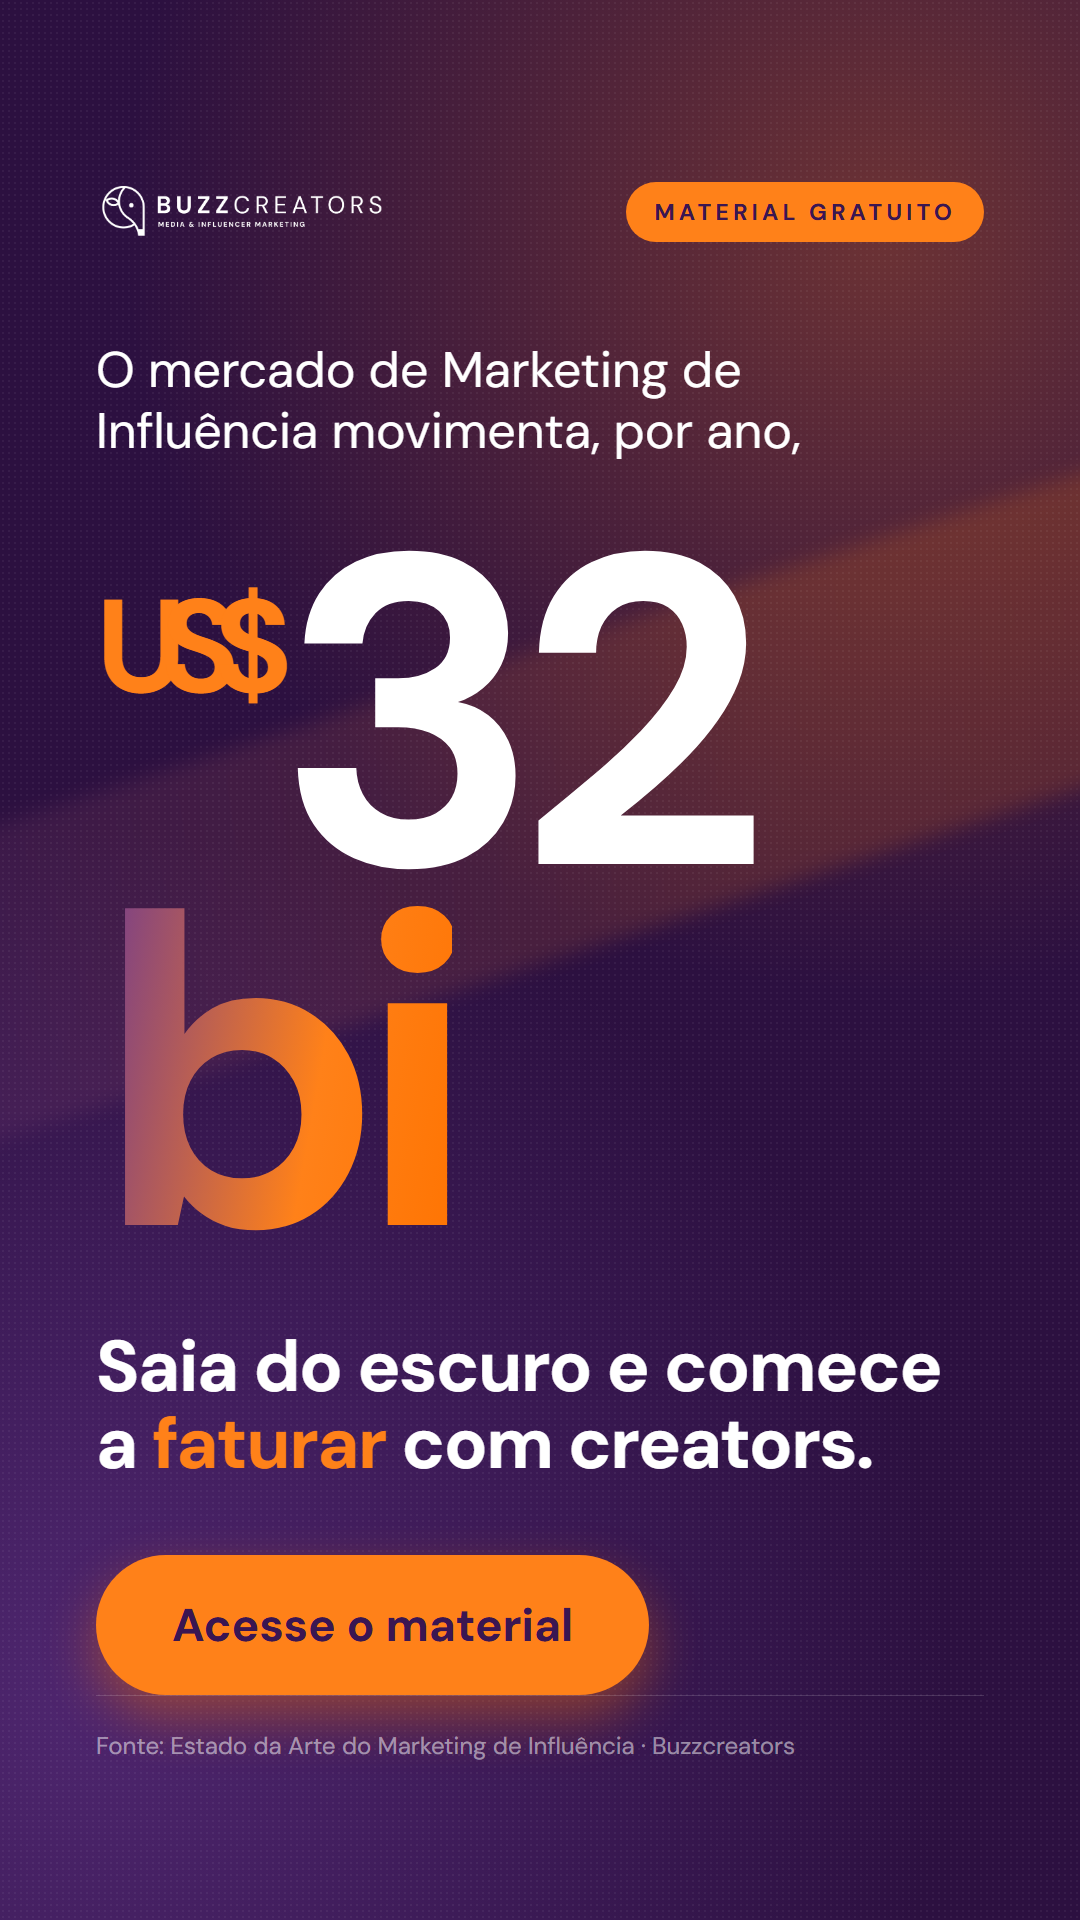 BUZZCREATORS
MEDIA & INFLUENCER MARKETING
MATERIAL GRATUITO
O mercado de Marketing de
Influência movimenta, por ano,
US$32
bi
Saia do escuro e comece
a faturar com creators.
Acesse o material
Fonte: Estado da Arte do Marketing de Influência · Buzzcreators